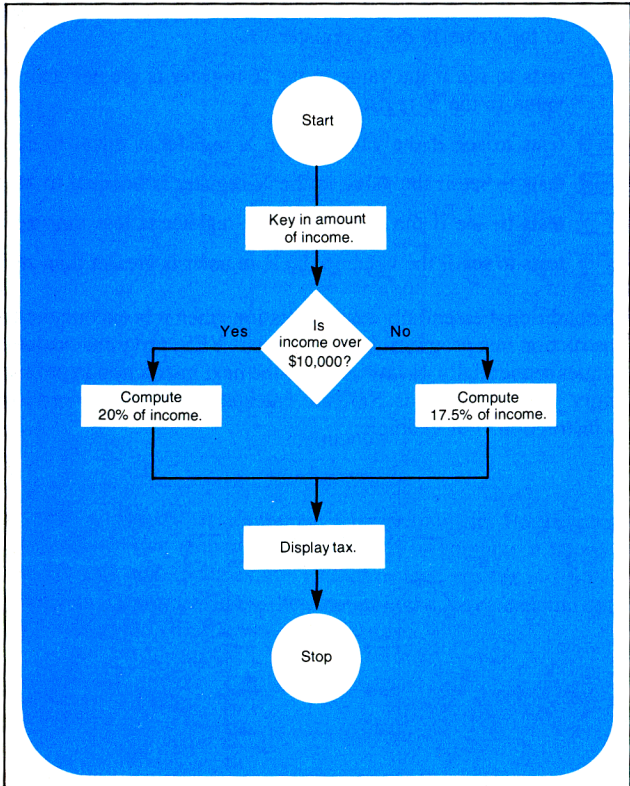 Start
Key in amount
of income.
Is
income over
$10,000?
Yes
No
Compute
20% of income.
Compute
17.5% of income.
Display tax.
Stop